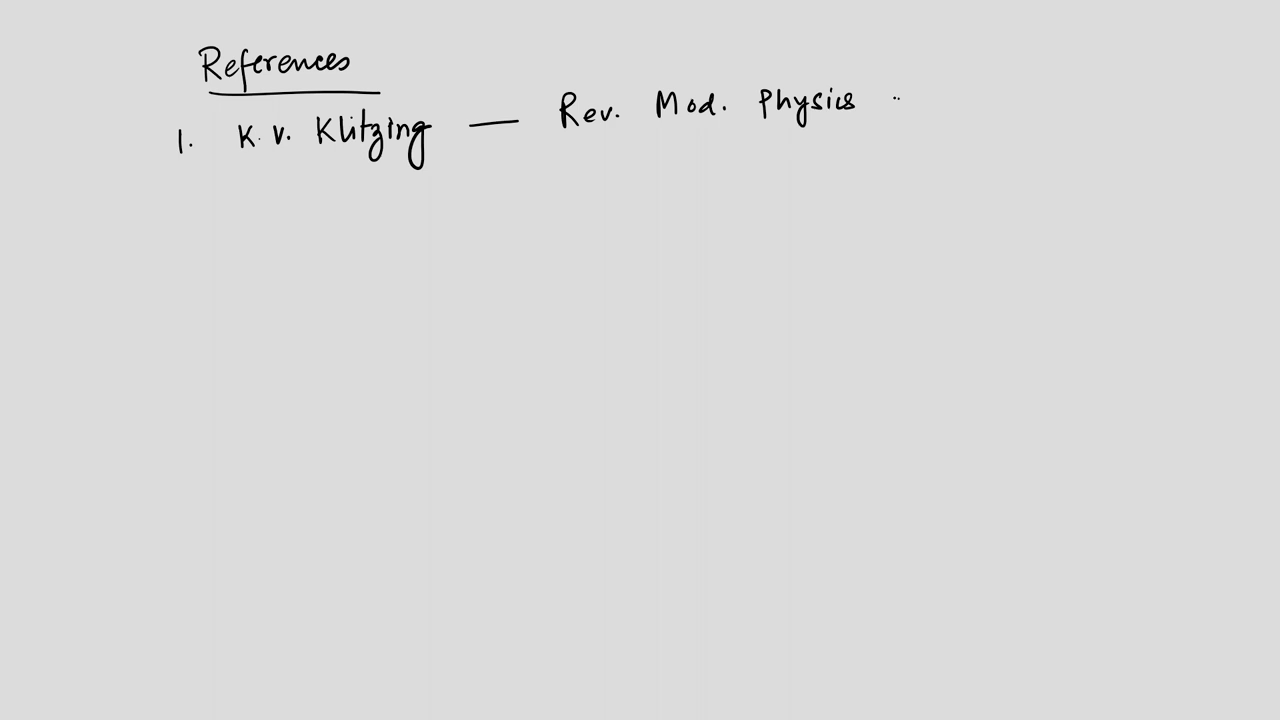 References
1. K. v. Klitzing — Rev. Mod. Physics